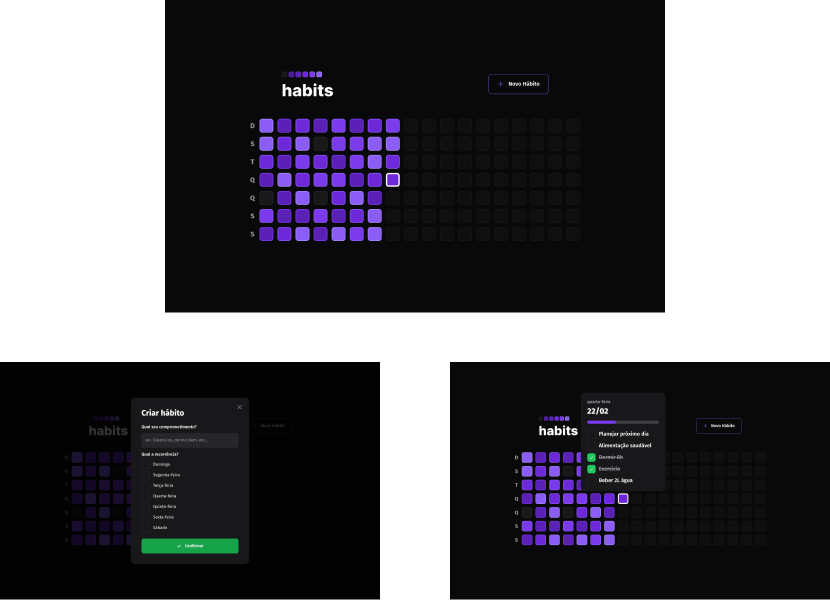 habits
+ Novo Hábito
D
S
T
Q
Q
S
S
habits
+ Novo Hábito
D
S
T
Q
Q
S
S
Criar hábito
Qual seu comprometimento?
ex.: Exercícios, dormir bem, etc...
Qual a recorrência?
Domingo
Segunda-feira
Terça-feira
Quarta-feira
Quinta-feira
Sexta-feira
Sábado
Confirmar
habits
+ Novo Hábito
D
S
T
Q
Q
S
S
quarta-feira
22/02
Planejar próximo dia
Alimentação saudável
Dormir 8h
Exercício
Beber 2L água